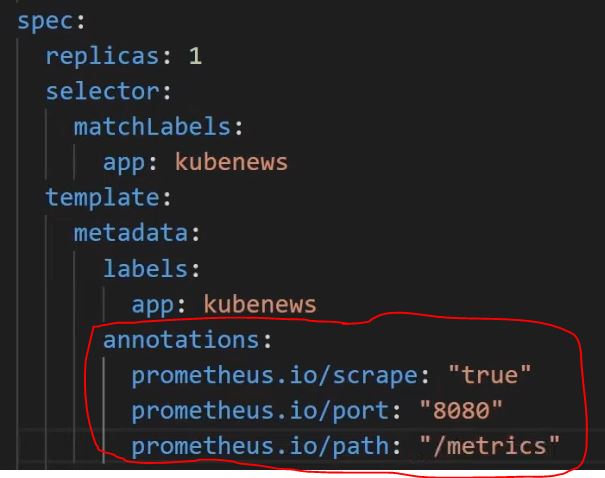 spec:
replicas: 1
selector:
matchLabels:
app: kubenews
template:
metadata:
labels:
app: kubenews
annotations:
prometheus.io/scrape: "true"
prometheus.io/port: "8080"
prometheus.io/path: "/metrics"